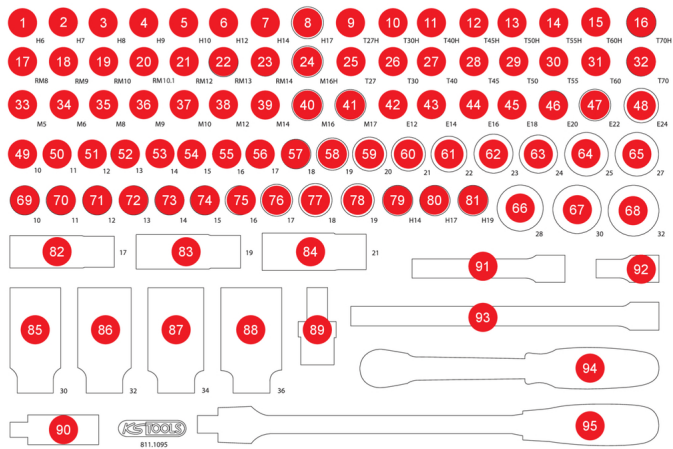 1 2 3 4 5 6 7 8 9 10 11 12 13 14 15 16
H6 H7 H8 H9 H10 H12 H14 H17 T27H T30H T40H T45H T50H T55H T60H T70H
17 18 19 20 21 22 23 24 25 26 27 28 29 30 31 32
RM8 RM9 RM10 RM10.1 RM12 RM13 RM14 M16H T27 T30 T40 T45 T50 T55 T60 T70
33 34 35 36 37 38 39 40 41 42 43 44 45 46 47 48
M5 M6 M8 M9 M10 M12 M14 M16 M17 E12 E14 E16 E18 E20 E22 E24
49 50 51 52 53 54 55 56 57 58 59 60 61 62 63 64 65
10 11 12 13 14 14 15 16 17 18 19 20 21 22 23 24 25 27
69 70 71 72 73 74 75 76 77 78 79 80 81 66 67 68
10 11 12 13 14 15 16 17 18 19 H14 H17 H19 28 30 32
82 17 83 19 84 21
91 92
93
85 86 87 88 89
94
30 32 34 36
90 KS TOOLS 95
811.1095